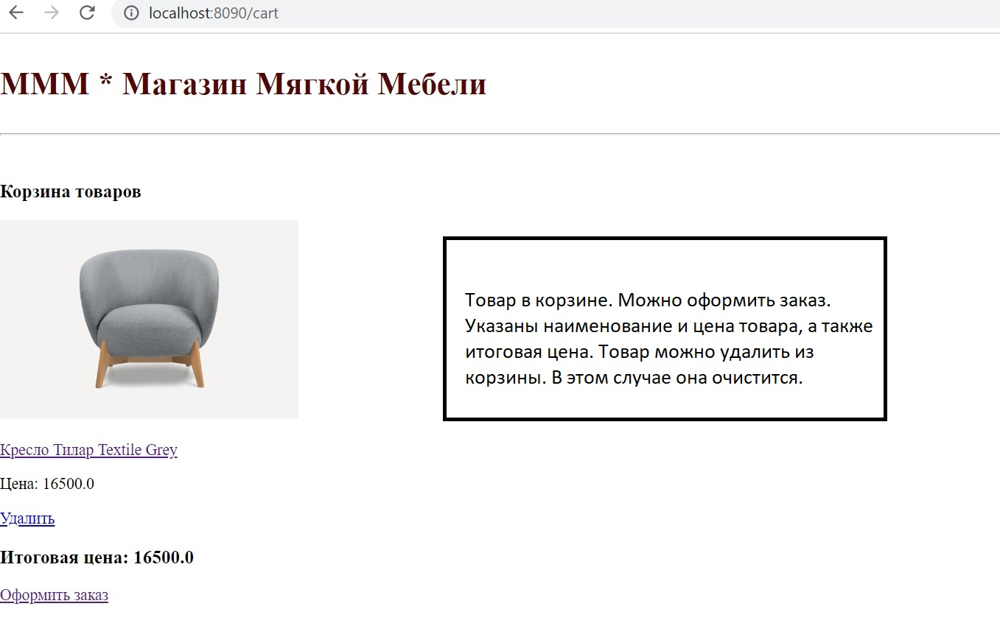 localhost:8090/cart
МММ * Магазин Мягкой Мебели
Корзина товаров
Товар в корзине. Можно оформить заказ.
Указаны наименование и цена товара, а также
итоговая цена. Товар можно удалить из
корзины. В этом случае она очистится.
Кресло Тилар Textile Grey
Цена: 16500.0
Удалить
Итоговая цена: 16500.0
Оформить заказ